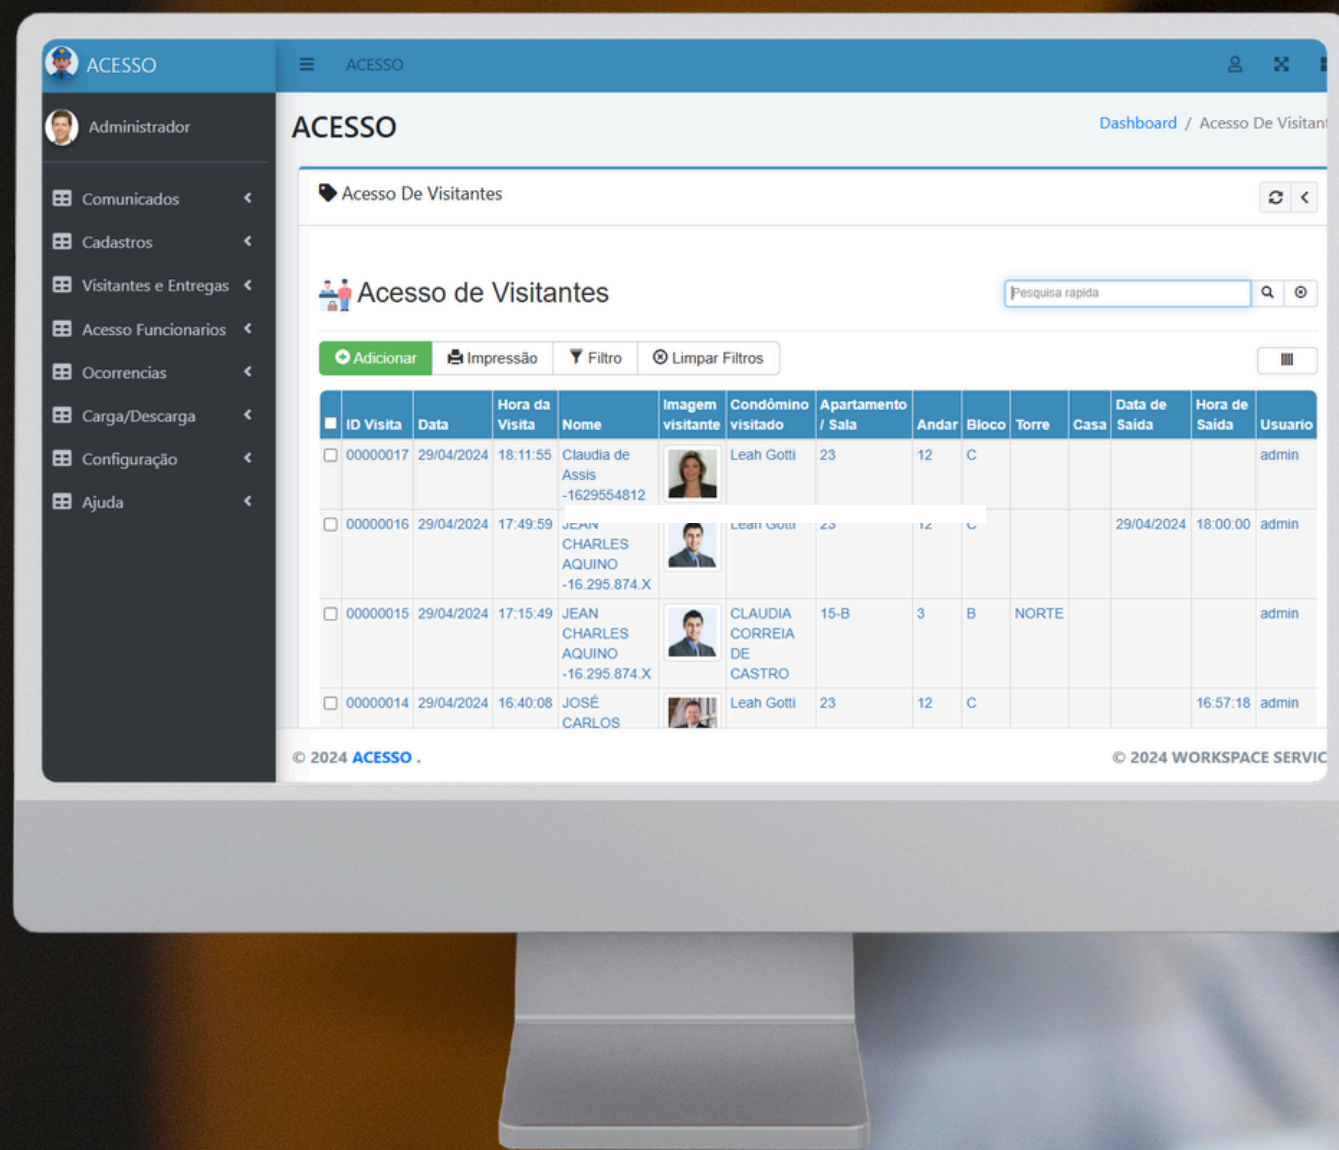 ACESSO
ACESSO
Administrador
ACESSO
Dashboard / Acesso De Visitant
Comunicados
Cadastros
Visitantes e Entregas
Acesso Funcionarios
Ocorrencias
Carga/Descarga
Configuração
Ajuda
Acesso De Visitantes
Acesso de Visitantes
Pesquisa rapida
Adicionar Impressão Filtro Limpar Filtros
ID Visita Data Hora da Visita Nome Imagem visitante Condômino visitado Apartamento / Sala Andar Bloco Torre Casa Data de Saída Hora de Saída Usuario
00000017 29/04/2024 18:11:55 Claudia de Leah Gotti 23 12 C admin
Assis
-1629554812
00000016 29/04/2024 17:49:59 JEAN Leah Gotti 23 12 C 29/04/2024 18:00:00 admin
CHARLES
AQUINO
-16.295.874.X
00000015 29/04/2024 17:15:49 JEAN CLAUDIA 15-B 3 B NORTE admin
CHARLES CORREIA
AQUINO DE
-16.295.874.X CASTRO
00000014 29/04/2024 16:40:08 JOSÉ Leah Gotti 23 12 C 16:57:18 admin
CARLOS
© 2024 ACESSO .
© 2024 WORKSPACE SERVIC